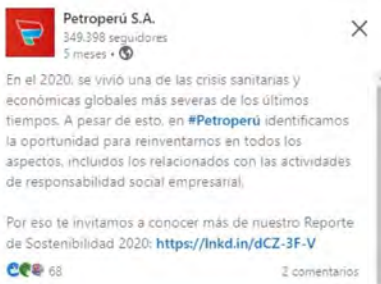 Petroperú S.A.
349.398 seguidores
5 meses •
En el 2020, se vivió una de las crisis sanitarias y
económicas globales más severas de los últimos
tiempos. A pesar de esto, en #Petroperú identificamos
la oportunidad para reinventarnos en todos los
aspectos, incluidos los relacionados con las actividades
de responsabilidad social empresarial.
Por eso te invitamos a conocer más de nuestro Reporte
de Sostenibilidad 2020: https://lnkd.in/dCZ-3F-V
68
2 comentarios